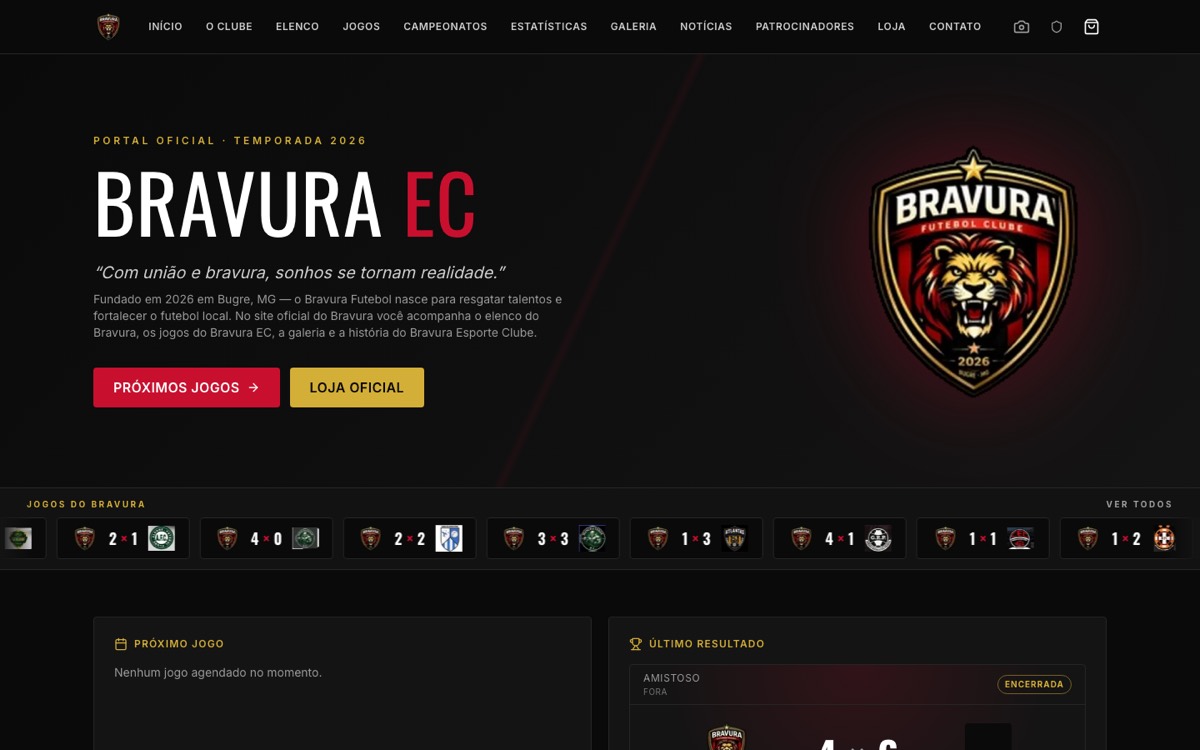 INÍCIO O CLUBE ELENCO JOGOS CAMPEONATOS ESTATÍSTICAS GALERIA NOTÍCIAS PATROCINADORES LOJA CONTATO
PORTAL OFICIAL · TEMPORADA 2026
BRAVURA EC
“Com união e bravura, sonhos se tornam realidade.”
Fundado em 2026 em Bugre, MG — o Bravura Futebol nasce para resgatar talentos e
fortalecer o futebol local. No site oficial do Bravura você acompanha o elenco do
Bravura, os jogos do Bravura EC, a galeria e a história do Bravura Esporte Clube.
PRÓXIMOS JOGOS →
LOJA OFICIAL
BRAVURA
FUTEBOL CLUBE
2026
BUGRE - MG
JOGOS DO BRAVURA
VER TODOS
2 × 1
4 × 0
2 × 2
3 × 3
1 × 3
4 × 1
1 × 1
1 × 2
PRÓXIMO JOGO
Nenhum jogo agendado no momento.
ÚLTIMO RESULTADO
AMISTOSO
FORA
ENCERRADA
BRAVURA